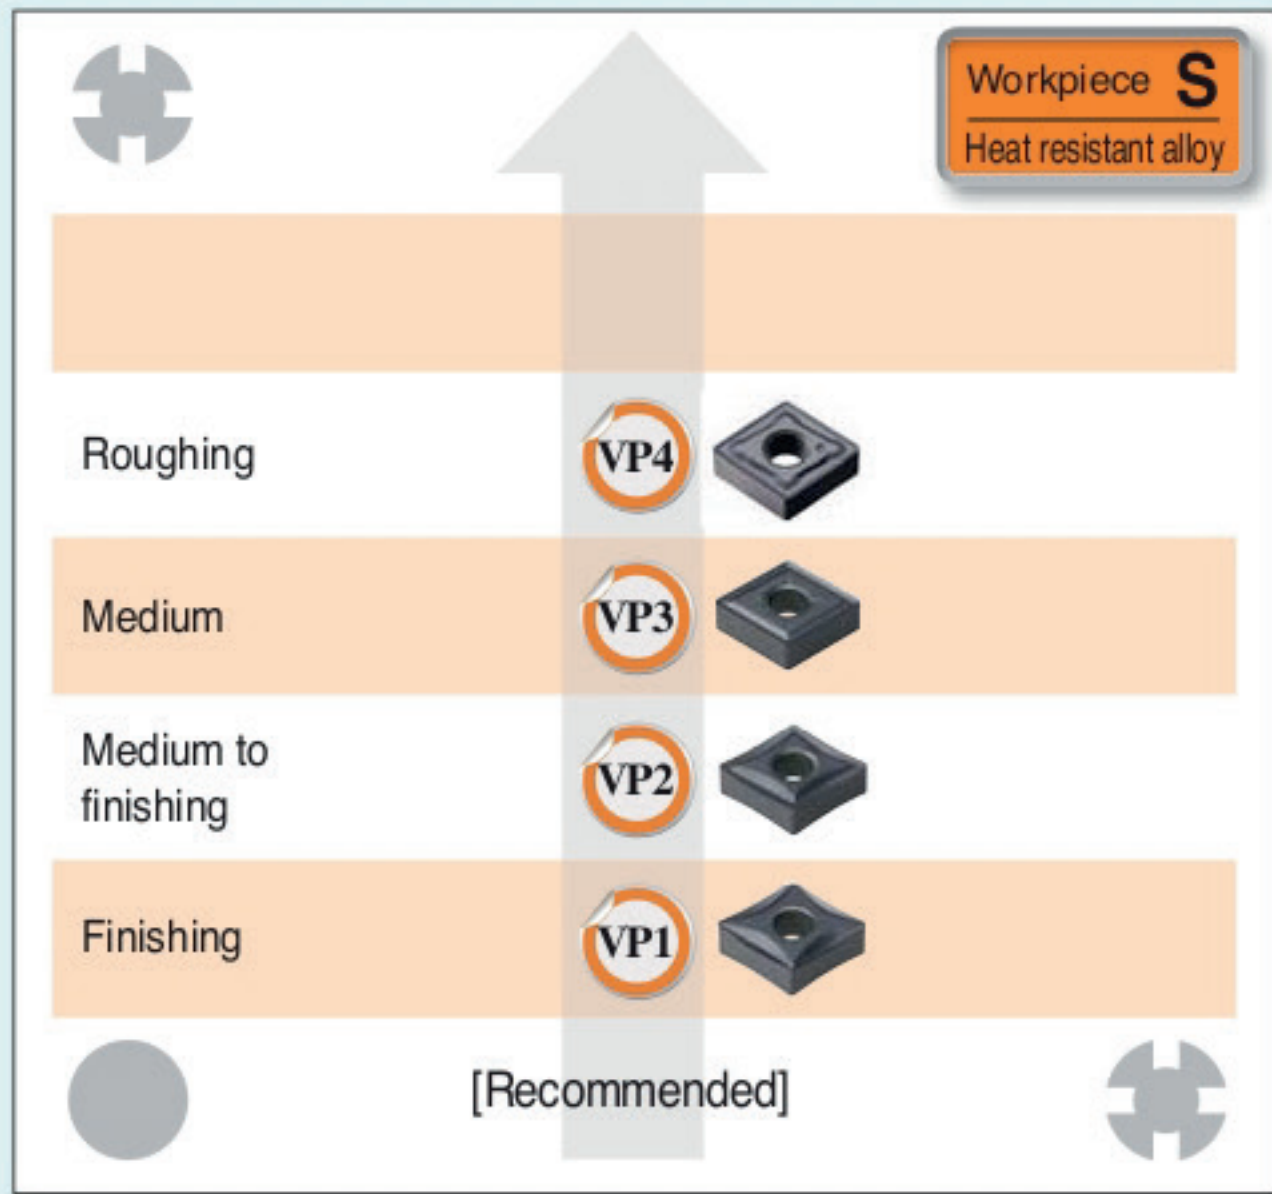 Workpiece S
Heat resistant alloy
Roughing VP4
Medium VP3
Medium to
finishing
VP2
Finishing VP1
[Recommended]